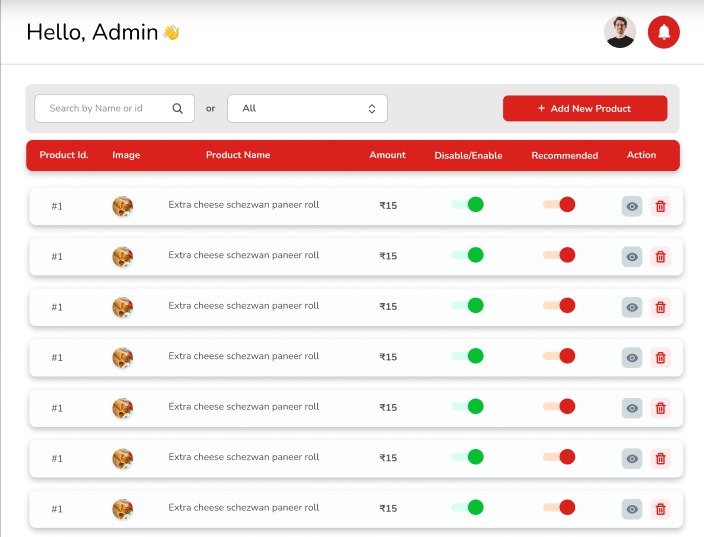 Hello, Admin 👋
Search by Name or id
or
All
+ Add New Product
Product Id. Image Product Name Amount Disable/Enable Recommended Action
#1 Extra cheese schezwan paneer roll ₹15
#1 Extra cheese schezwan paneer roll ₹15
#1 Extra cheese schezwan paneer roll ₹15
#1 Extra cheese schezwan paneer roll ₹15
#1 Extra cheese schezwan paneer roll ₹15
#1 Extra cheese schezwan paneer roll ₹15
#1 Extra cheese schezwan paneer roll ₹15